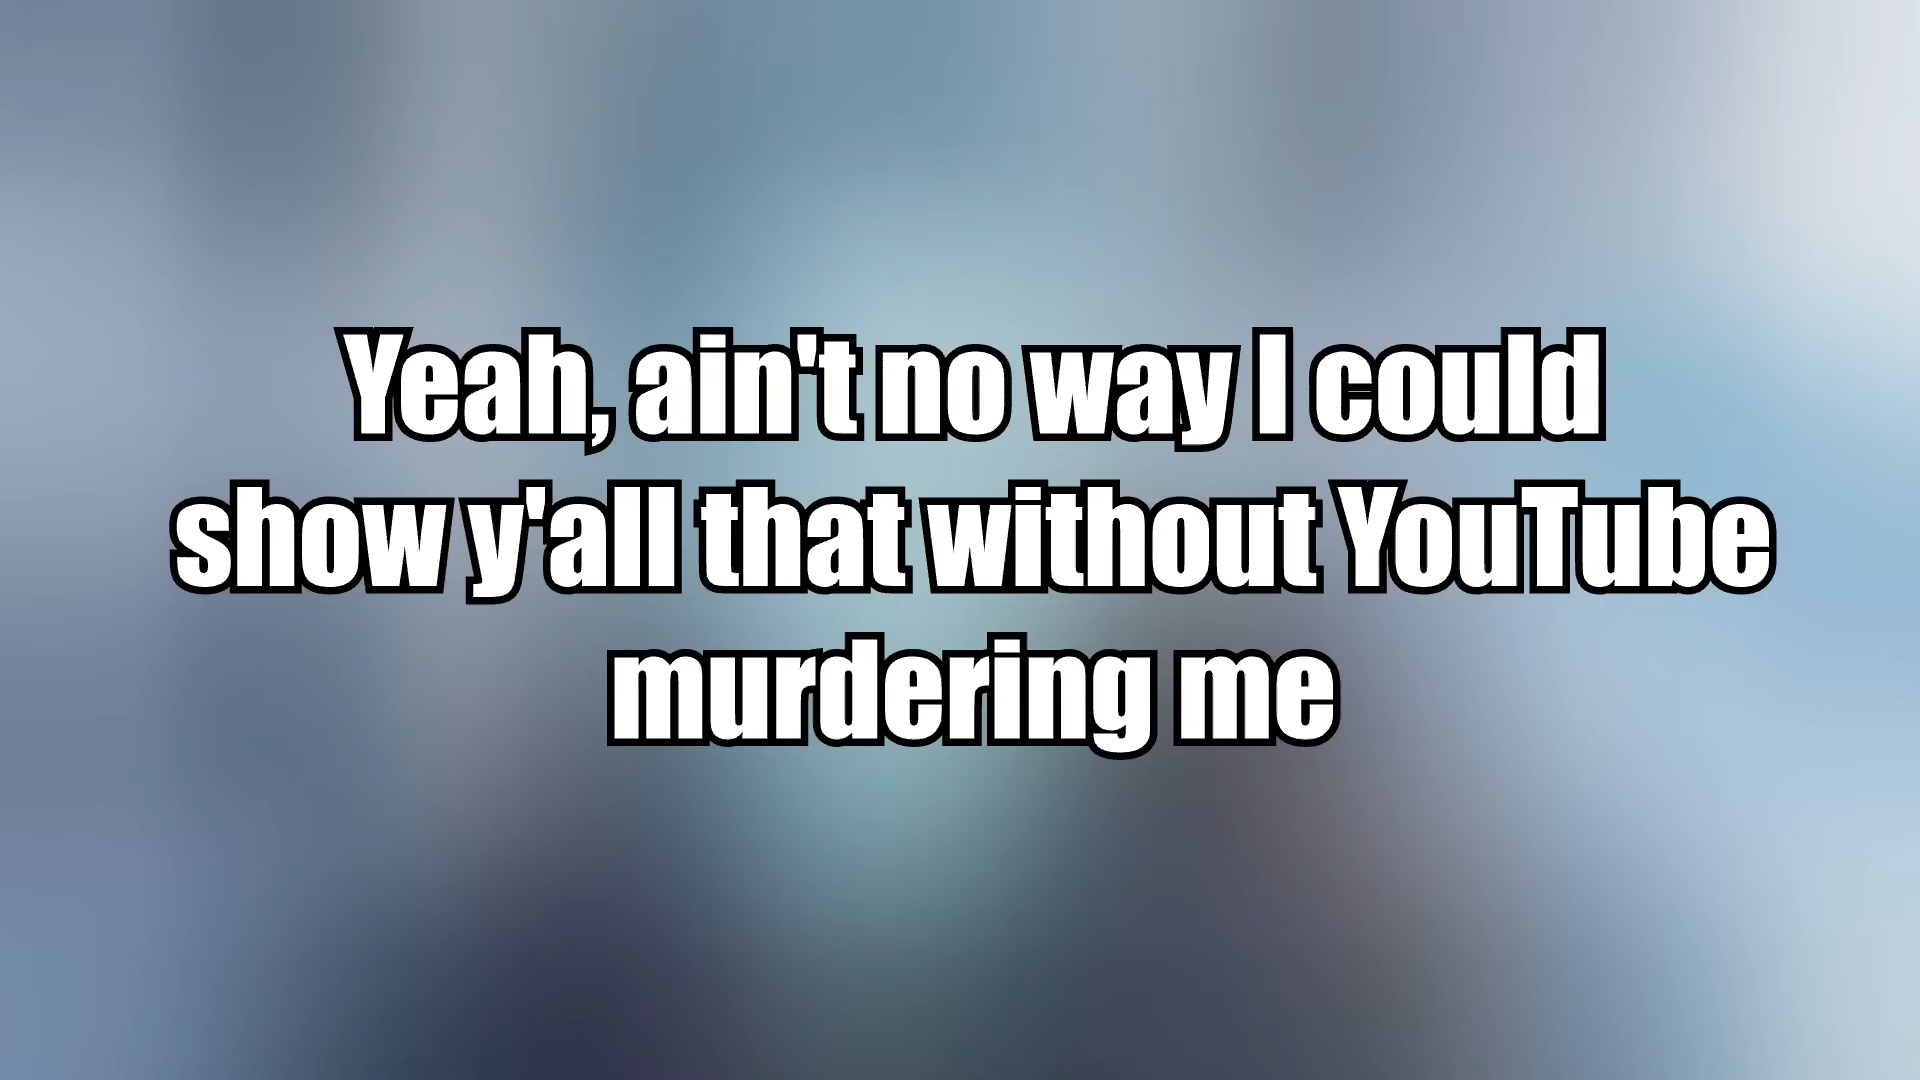 Yeah, ain't no way I could
show y'all that without YouTube
murdering me